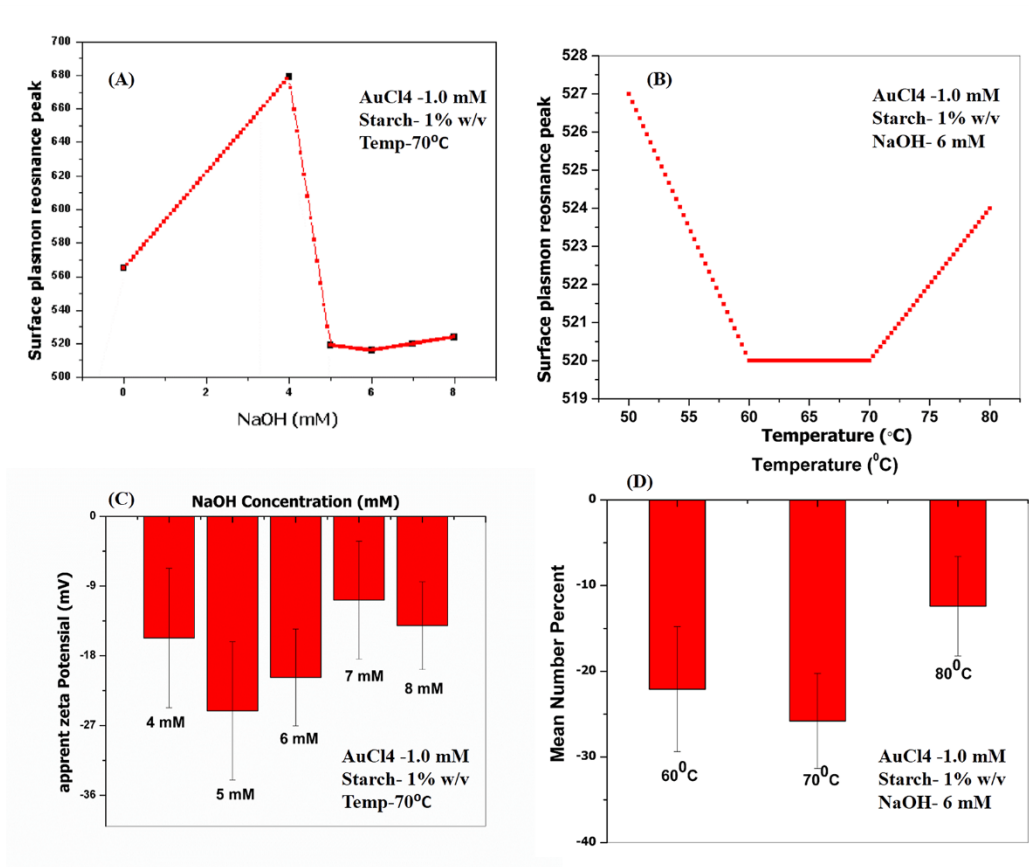 (A)
AuCl4 -1.0 mM
Starch- 1% w/v
Temp-70⁰C
Surface plasmon reosnance peak
700
680
660
640
620
600
580
560
540
520
500
0 2 4 6 8
NaOH (mM)
(B)
AuCl4 -1.0 mM
Starch- 1% w/v
NaOH- 6 mM
Surface plasmon reosnance peak
528
527
526
525
524
523
522
521
520
519
50 55 60 65 70 75 80
Temperature (◦C)
(C)
NaOH Concentration (mM)
apprent zeta Potensial (mV)
0
-9
-18
-27
-36
4 mM
5 mM
6 mM
7 mM
8 mM
AuCl4 -1.0 mM
Starch- 1% w/v
Temp-70⁰C
Temperature (⁰C)
(D)
Mean Number Percent
0
-10
-20
-30
-40
60⁰C
70⁰C
80⁰C
AuCl4 -1.0 mM
Starch- 1% w/v
NaOH- 6 mM